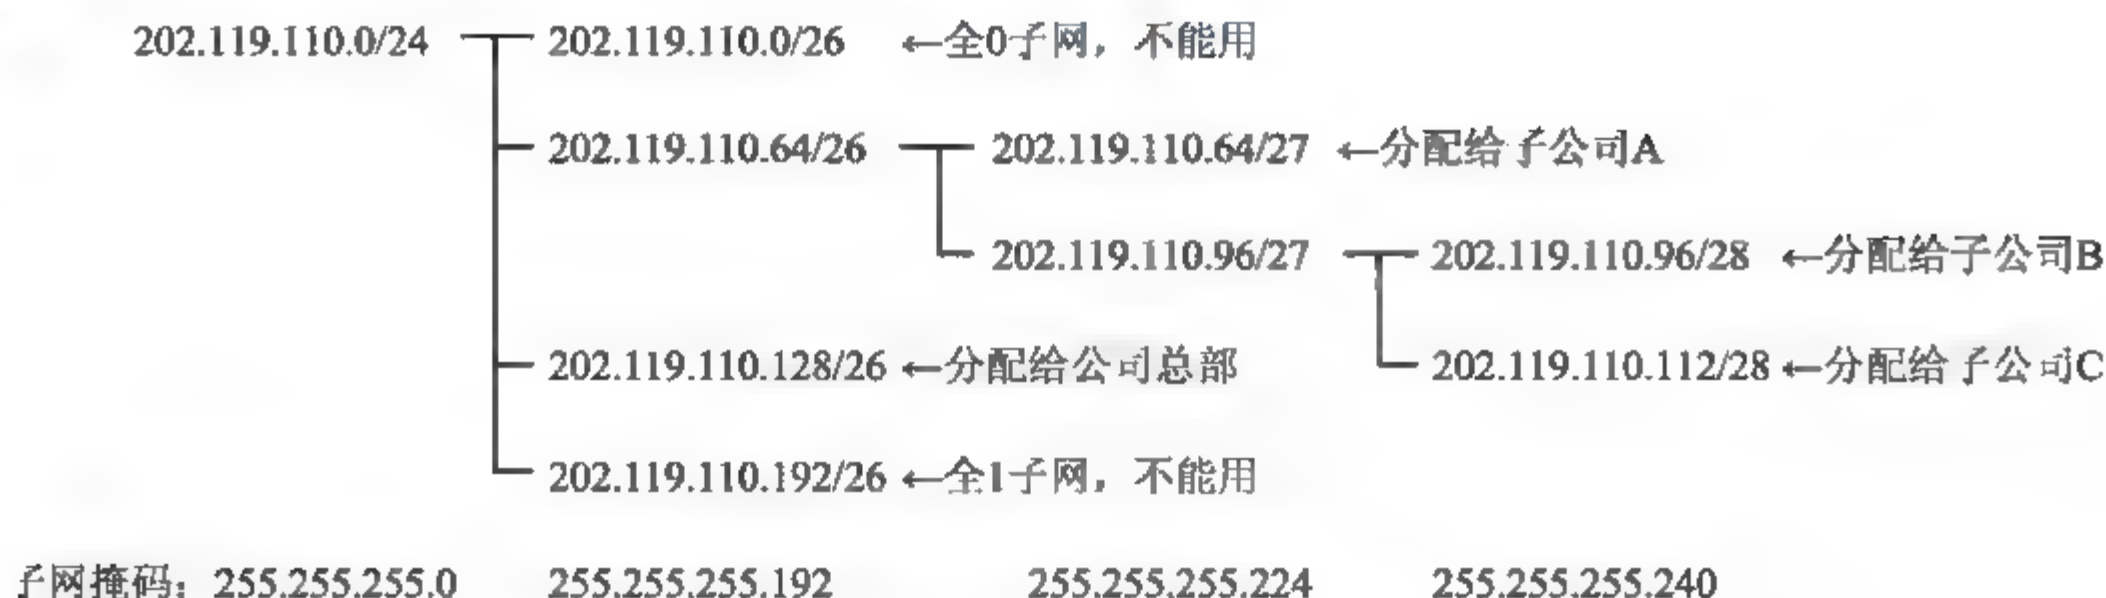 202.119.110.0/24 202.119.110.0/26 ←全0子网，不能用
202.119.110.64/26 202.119.110.64/27 ←分配给子公司A
202.119.110.96/27 202.119.110.96/28 ←分配给子公司B
202.119.110.128/26 ←分配给公司总部 202.119.110.112/28 ←分配给子公司C
202.119.110.192/26 ←全1子网，不能用
子网掩码：255.255.255.0 255.255.255.192 255.255.255.224 255.255.255.240